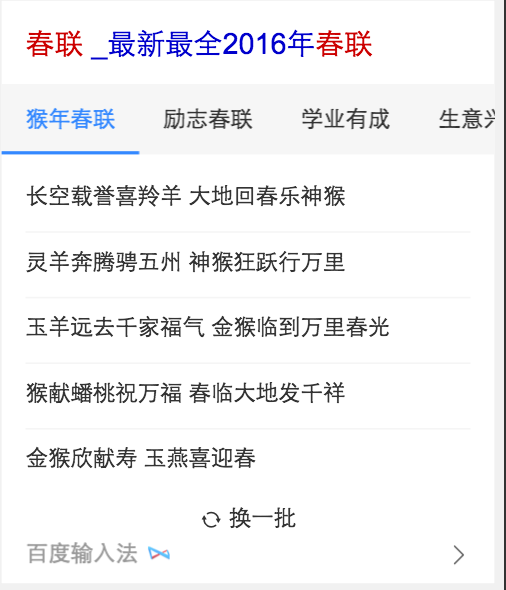 春联 _最新最全2016年春联
猴年春联 励志春联 学业有成 生意兴
长空载誉喜羚羊 大地回春乐神猴
灵羊奔腾骋五州 神猴狂跃行万里
玉羊远去千家福气 金猴临到万里春光
猴献蟠桃祝万福 春临大地发千祥
金猴欣献寿 玉燕喜迎春
换一批
百度输入法